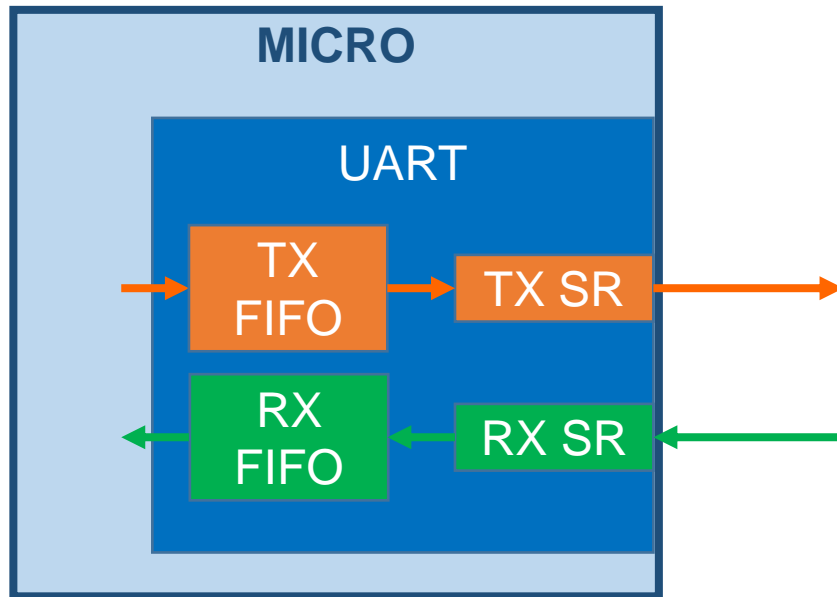 MICRO
UART
TX
FIFO
TX SR
RX
FIFO
RX SR